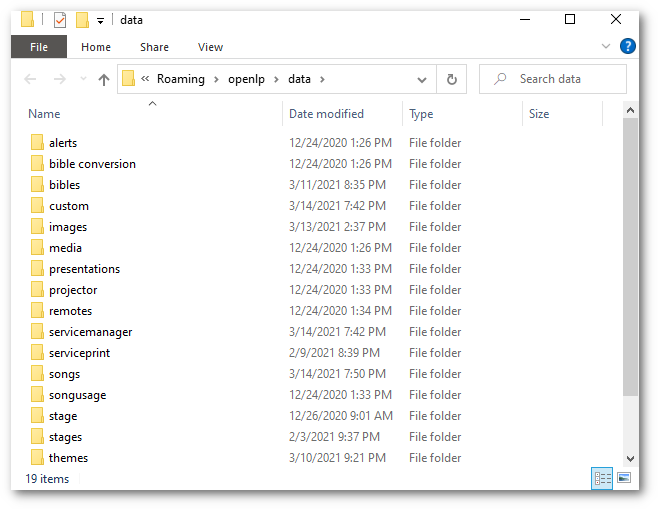 data
File Home Share View
« Roaming openlp data Search data
Name Date modified Type Size
alerts 12/24/2020 1:26 PM File folder
bible conversion 12/24/2020 1:26 PM File folder
bibles 3/11/2021 8:35 PM File folder
custom 3/14/2021 7:42 PM File folder
images 3/13/2021 2:37 PM File folder
media 12/24/2020 1:26 PM File folder
presentations 12/24/2020 1:33 PM File folder
projector 12/24/2020 1:33 PM File folder
remotes 12/24/2020 1:34 PM File folder
servicemanager 3/14/2021 7:42 PM File folder
serviceprint 2/9/2021 8:39 PM File folder
songs 3/14/2021 7:50 PM File folder
songusage 12/24/2020 1:33 PM File folder
stage 12/26/2020 9:01 AM File folder
stages 2/3/2021 9:37 PM File folder
themes 3/10/2021 9:21 PM File folder
19 items